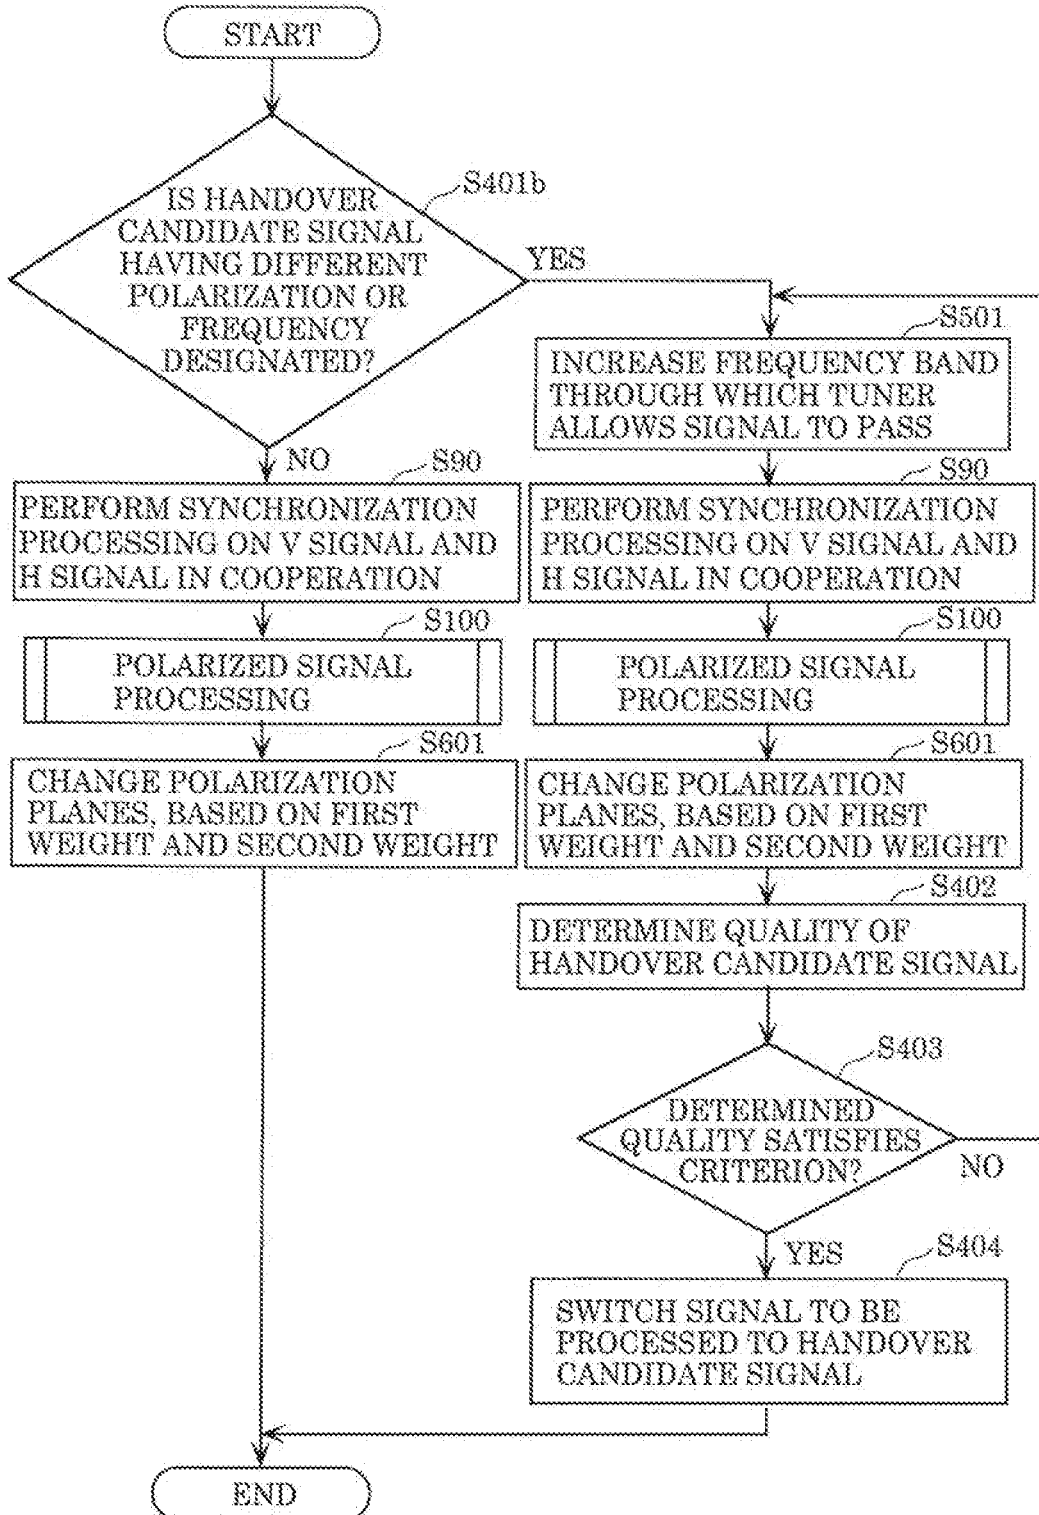 START
S401b
IS HANDOVER
CANDIDATE SIGNAL
HAVING DIFFERENT
POLARIZATION OR
FREQUENCY
DESIGNATED?
YES
NO
S90
PERFORM SYNCHRONIZATION
PROCESSING ON V SIGNAL AND
H SIGNAL IN COOPERATION
S100
POLARIZED SIGNAL
PROCESSING
S601
CHANGE POLARIZATION
PLANES, BASED ON FIRST
WEIGHT AND SECOND WEIGHT
S501
INCREASE FREQUENCY BAND
THROUGH WHICH TUNER
ALLOWS SIGNAL TO PASS
S90
PERFORM SYNCHRONIZATION
PROCESSING ON V SIGNAL AND
H SIGNAL IN COOPERATION
S100
POLARIZED SIGNAL
PROCESSING
S601
CHANGE POLARIZATION
PLANES, BASED ON FIRST
WEIGHT AND SECOND WEIGHT
S402
DETERMINE QUALITY OF
HANDOVER CANDIDATE SIGNAL
S403
DETERMINED
QUALITY SATISFIES
CRITERION?
NO
YES
S404
SWITCH SIGNAL TO BE
PROCESSED TO HANDOVER
CANDIDATE SIGNAL
END